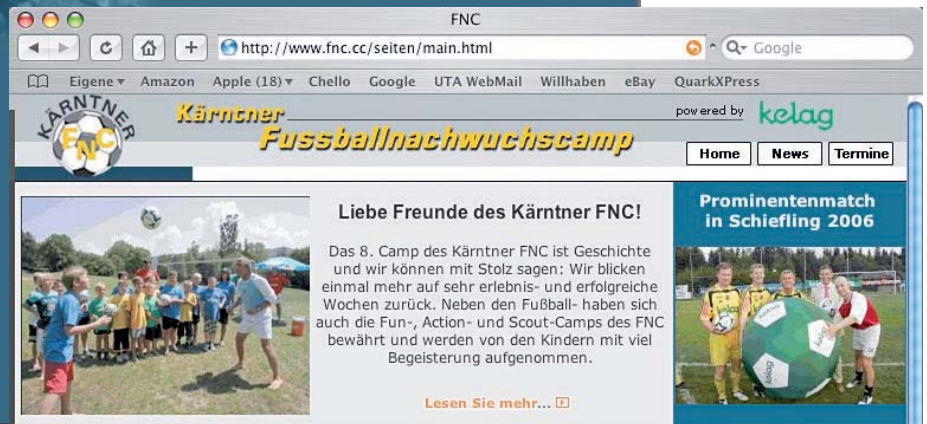 FNC
http://www.fnc.cc/seiten/main.html
Google
Eigene Amazon Apple (18) Chello Google UTA WebMail Willhaben eBay QuarkXPress
KÄRNTNER
FNC
Kärntner
Fussballnachwuchscamp
powered by kelag
Home News Termine
Liebe Freunde des Kärntner FNC!
Das 8. Camp des Kärntner FNC ist Geschichte
und wir können mit Stolz sagen: Wir blicken
einmal mehr auf sehr erlebnis- und erfolgreiche
Wochen zurück. Neben den Fußball- haben sich
auch die Fun-, Action- und Scout-Camps des FNC
bewährt und werden von den Kindern mit viel
Begeisterung aufgenommen.
Lesen Sie mehr...
Prominentenmatch
in Schiefling 2006
kelag
kelag